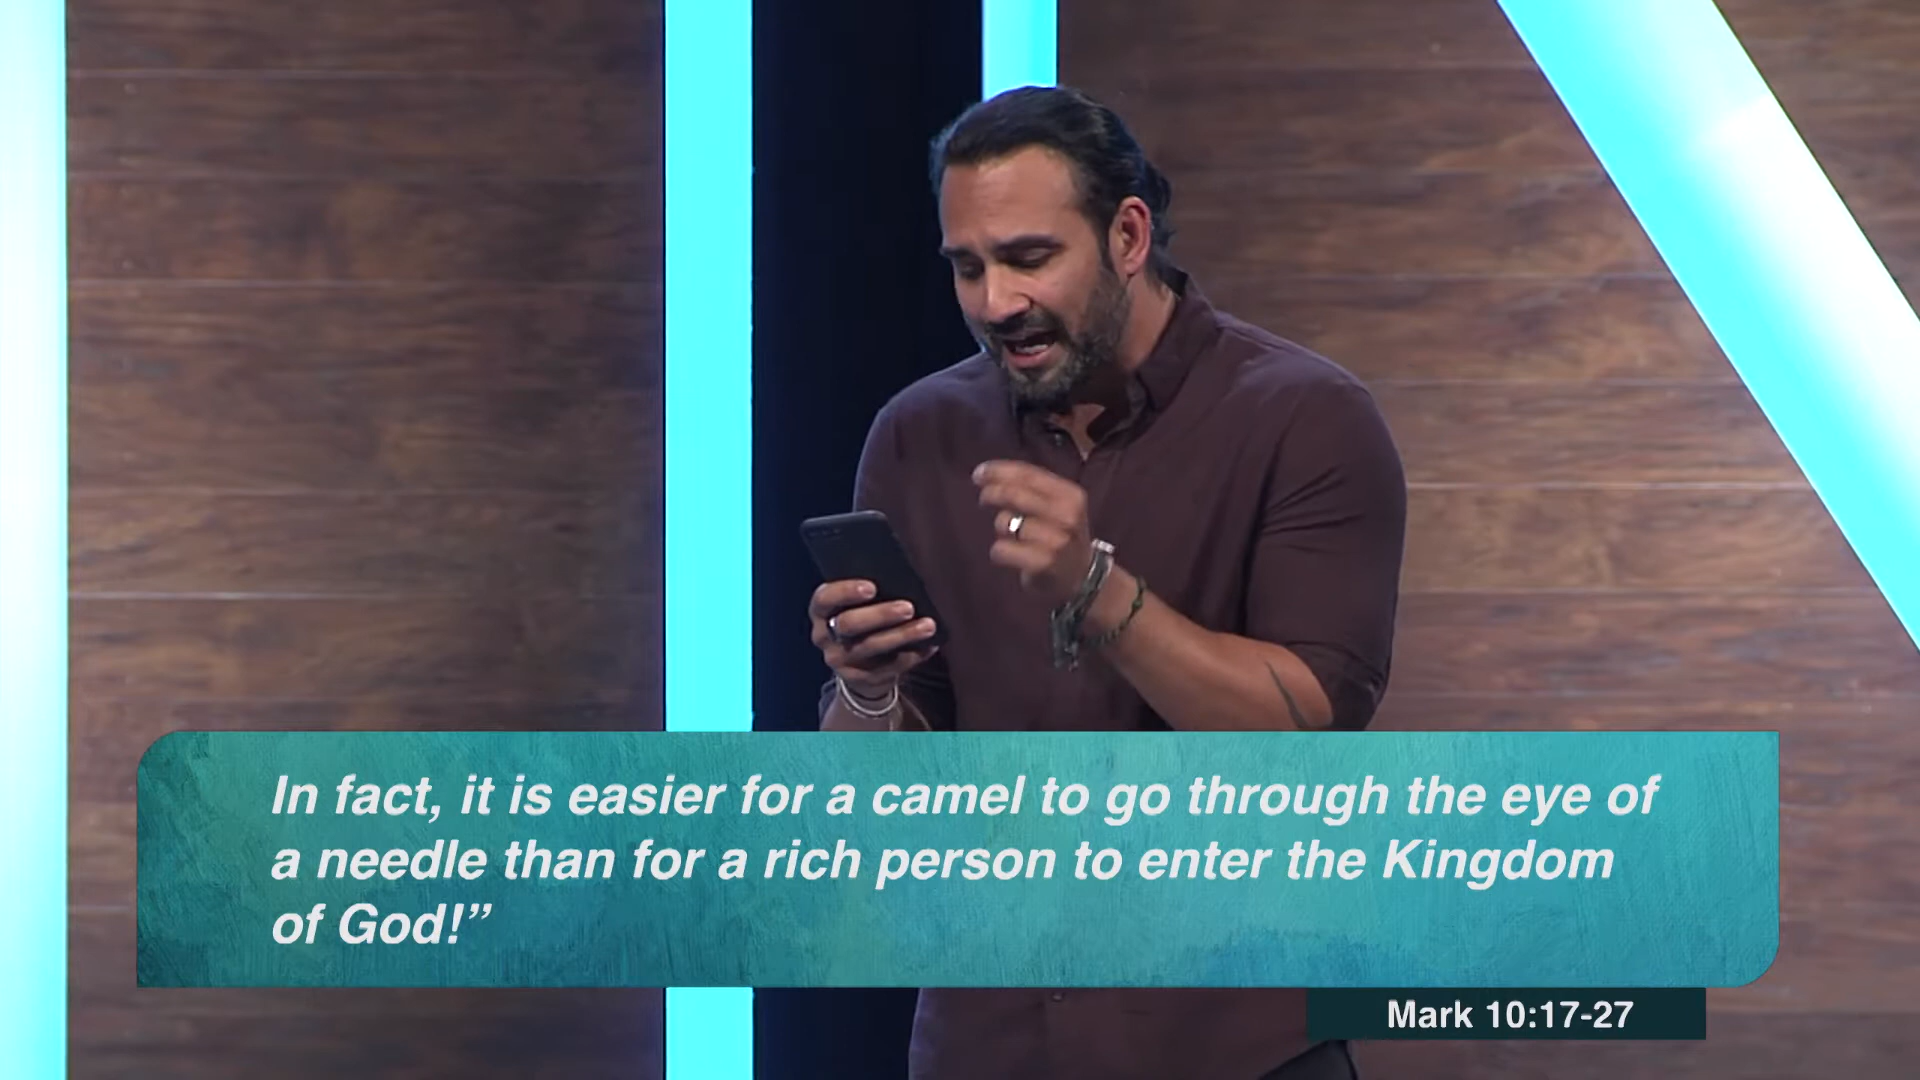 In fact, it is easier for a camel to go through the eye of
a needle than for a rich person to enter the Kingdom
of God!”
Mark 10:17-27